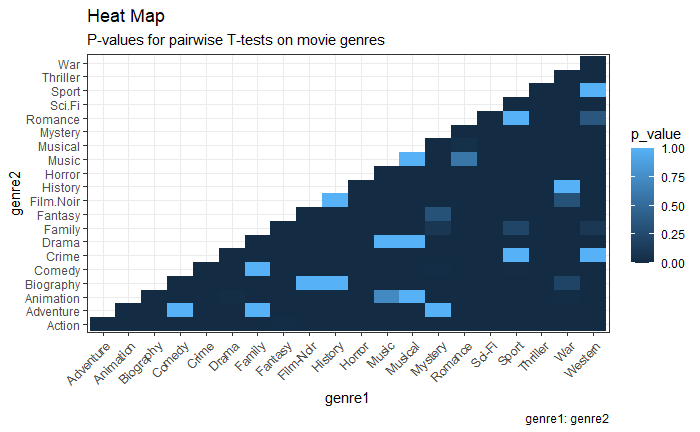 Heat Map
P-values for pairwise T-tests on movie genres
genre2
War
Thriller
Sport
Sci.Fi
Romance
Mystery
Musical
Music
Horror
History
Film.Noir
Fantasy
Family
Drama
Crime
Comedy
Biography
Animation
Adventure
Action
Adventure
Animation
Biography
Comedy
Crime
Drama
Family
Fantasy
Film-Noir
History
Horror
Music
Musical
Mystery
Romance
Sci-Fi
Sport
Thriller
War
Western
genre1
p_value
1.00
0.75
0.50
0.25
0.00
genre1: genre2